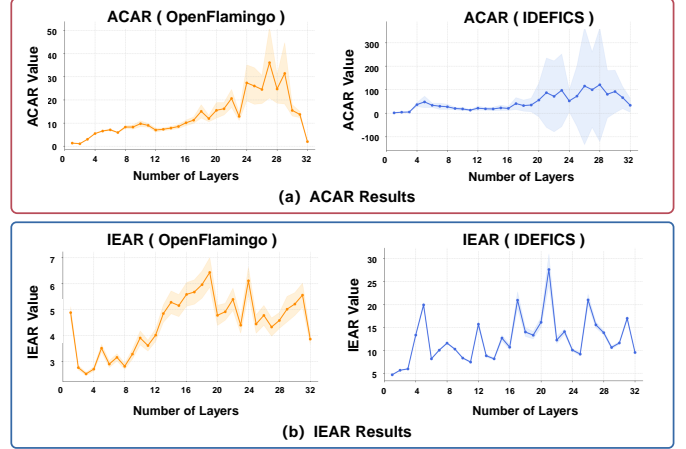 ACAR ( OpenFlamingo )
ACAR Value
50
40
30
20
10
0
0 4 8 12 16 20 24 28 32
Number of Layers
ACAR ( IDEFICS )
ACAR Value
300
200
100
0
-100
0 4 8 12 16 20 24 28 32
Number of Layers
(a) ACAR Results
IEAR ( OpenFlamingo )
IEAR Value
7
6
5
4
3
0 4 8 12 16 20 24 28 32
Number of Layers
IEAR ( IDEFICS )
IEAR Value
30
25
20
15
10
5
0 4 8 12 16 20 24 28 32
Number of Layers
(b) IEAR Results